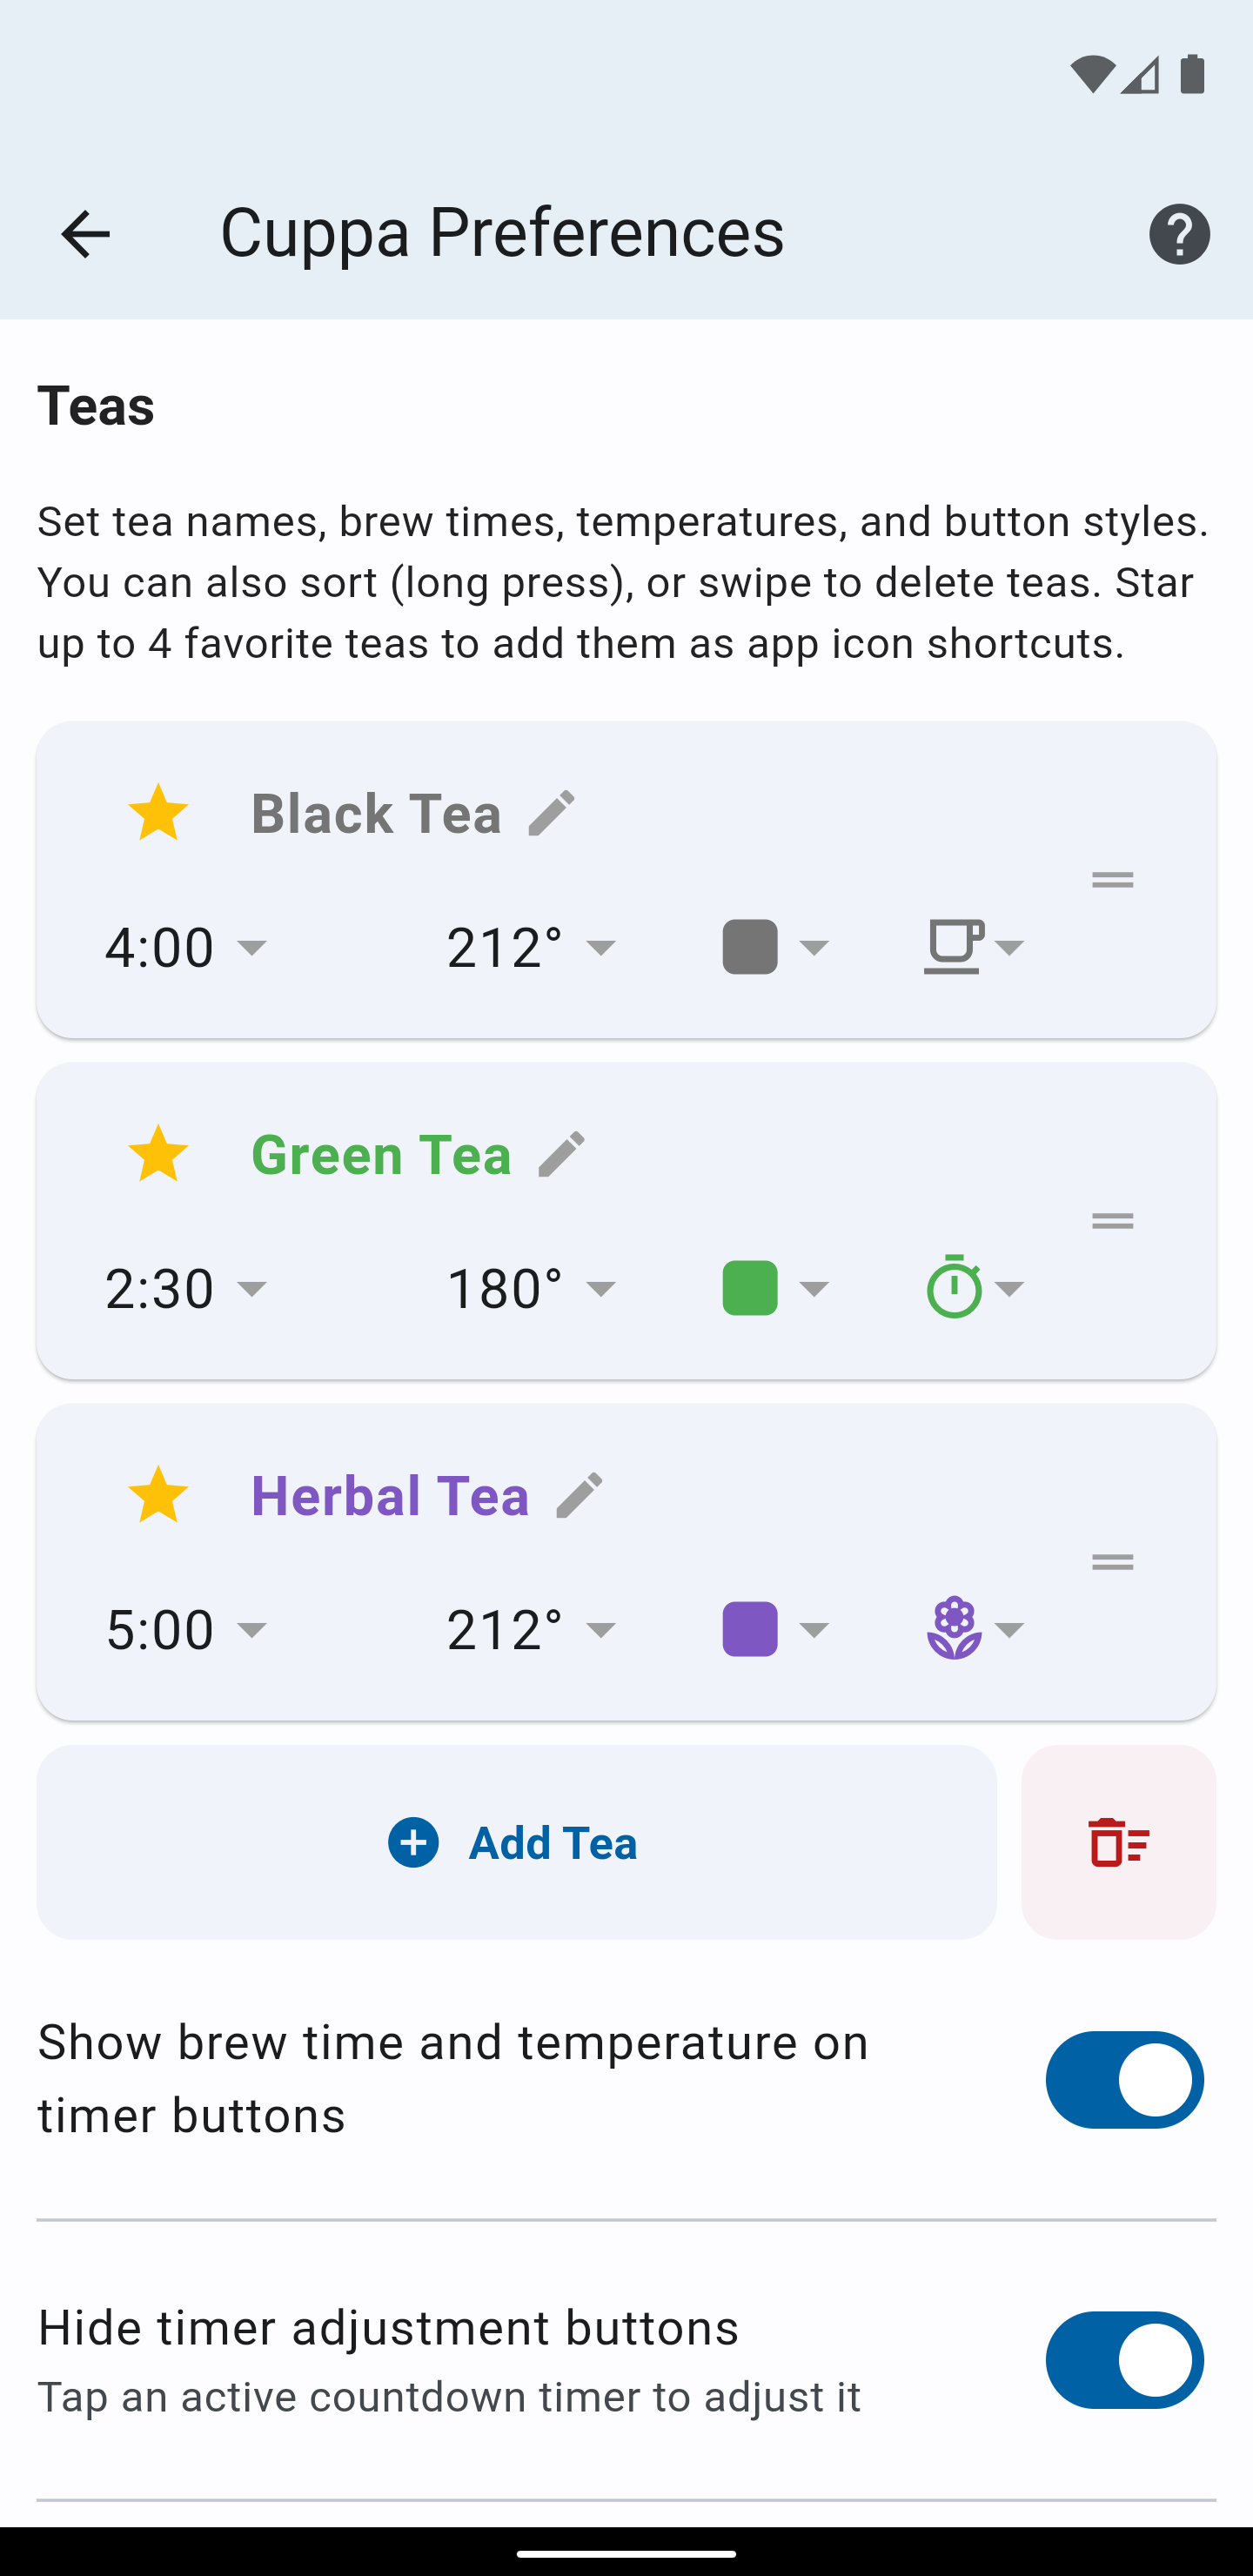 Cuppa Preferences
Teas
Set tea names, brew times, temperatures, and button styles.
You can also sort (long press), or swipe to delete teas. Star
up to 4 favorite teas to add them as app icon shortcuts.
Black Tea
4:00 212°
Green Tea
2:30 180°
Herbal Tea
5:00 212°
Add Tea
Show brew time and temperature on
timer buttons
Hide timer adjustment buttons
Tap an active countdown timer to adjust it